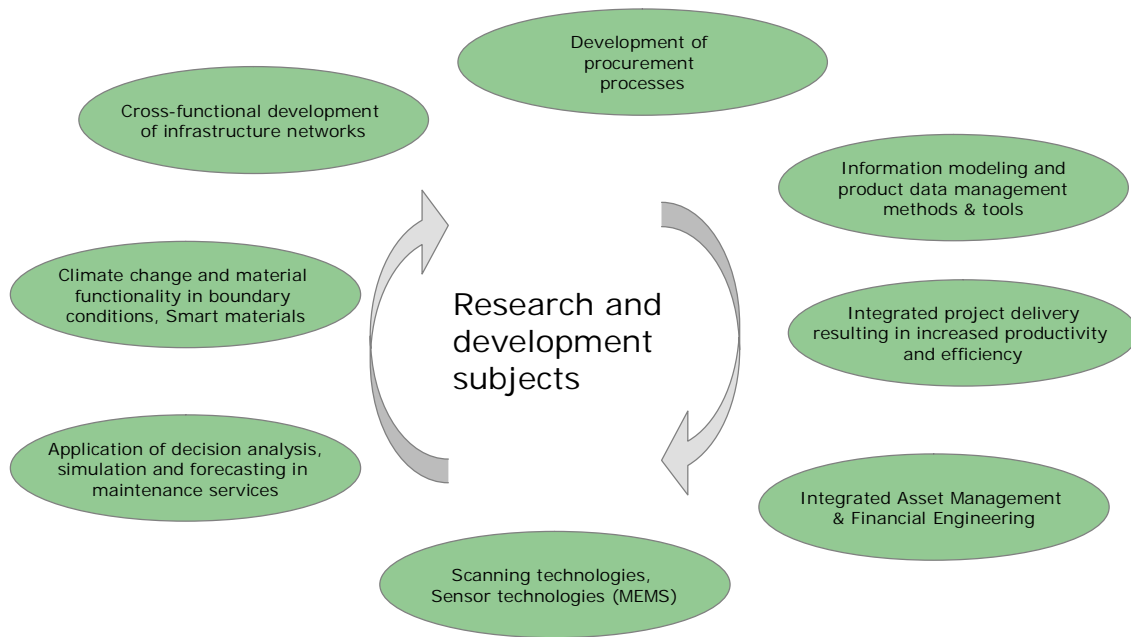 Development of
procurement
processes
Cross-functional development
of infrastructure networks
Information modeling and
product data management
methods & tools
Climate change and material
functionality in boundary
conditions, Smart materials
Research and
development
subjects
Integrated project delivery
resulting in increased productivity
and efficiency
Application of decision analysis,
simulation and forecasting in
maintenance services
Integrated Asset Management
& Financial Engineering
Scanning technologies,
Sensor technologies (MEMS)